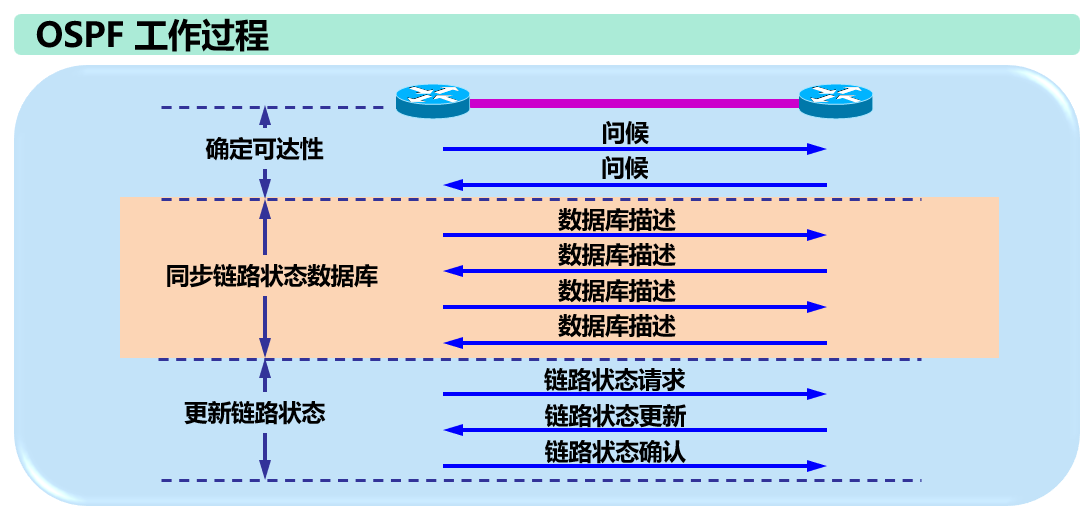 OSPF 工作过程
确定可达性
问候
问候
同步链路状态数据库
数据库描述
数据库描述
数据库描述
数据库描述
更新链路状态
链路状态请求
链路状态更新
链路状态确认